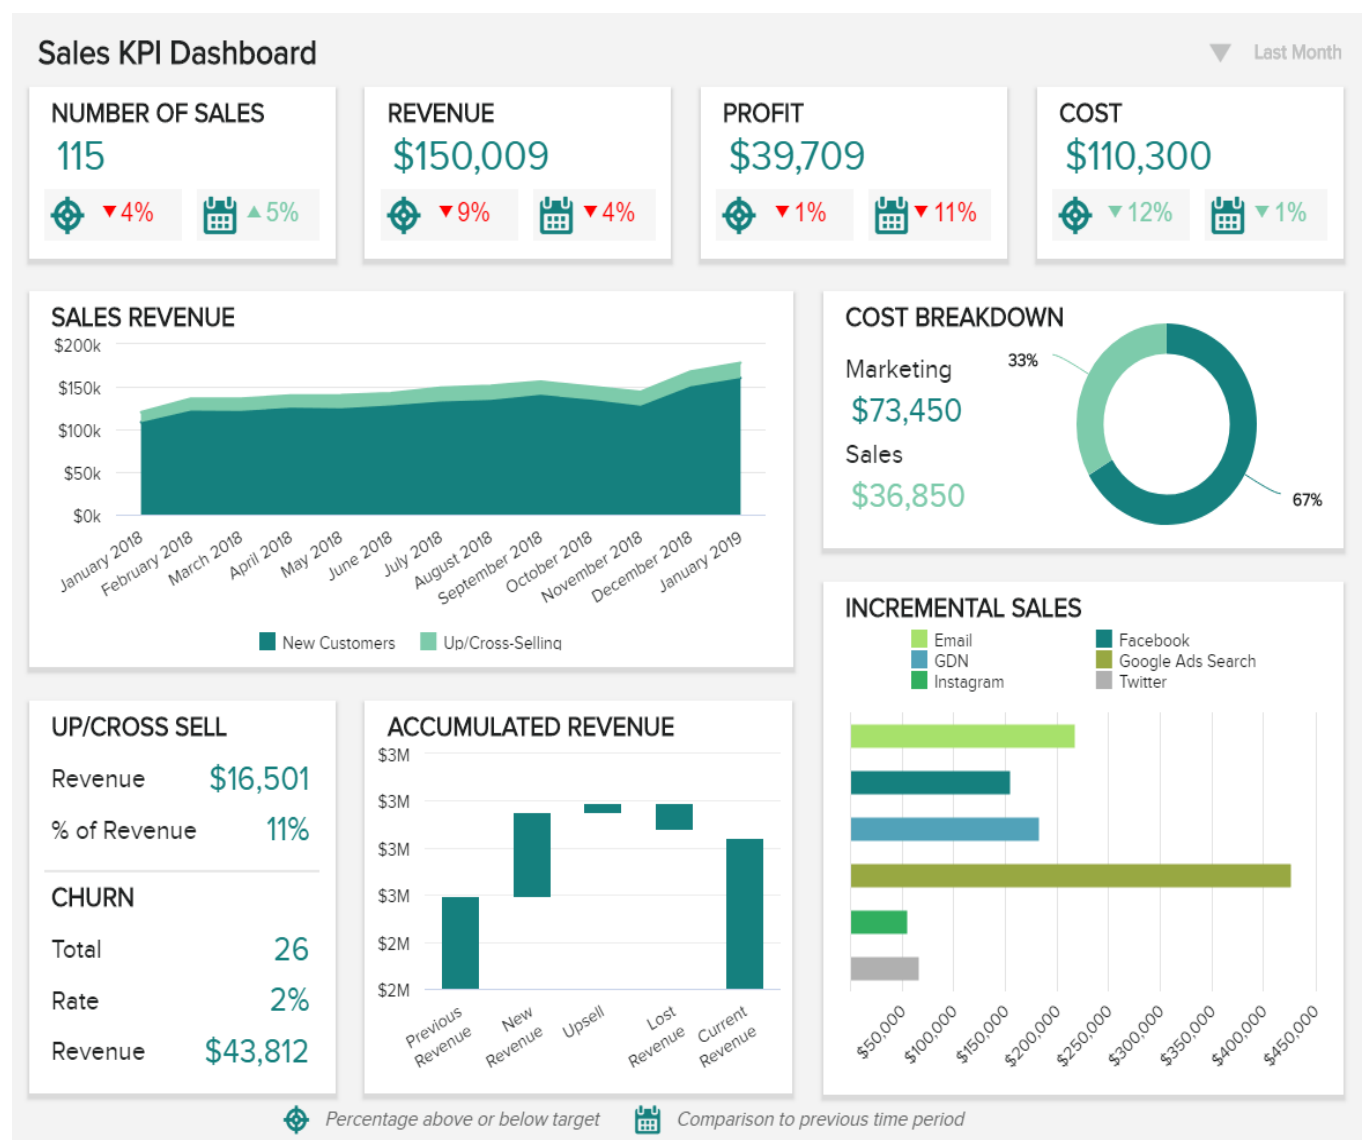 Sales KPI Dashboard
▼ Last Month
NUMBER OF SALES
115
▼4% ▲5%
REVENUE
$150,009
▼9% ▼4%
PROFIT
$39,709
▼1% ▼11%
COST
$110,300
▼12% ▼1%
SALES REVENUE
$200k
$150k
$100k
$50k
$0k
January 2018
February 2018
March 2018
April 2018
May 2018
June 2018
July 2018
August 2018
September 2018
October 2018
November 2018
December 2018
January 2019
New Customers
Up/Cross-Selling
COST BREAKDOWN
Marketing
$73,450
Sales
$36,850
33%
67%
INCREMENTAL SALES
Email
Facebook
GDN
Google Ads Search
Instagram
Twitter
$50,000
$100,000
$150,000
$200,000
$250,000
$300,000
$350,000
$400,000
$450,000
UP/CROSS SELL
Revenue $16,501
% of Revenue 11%
CHURN
Total 26
Rate 2%
Revenue $43,812
ACCUMULATED REVENUE
$3M
$3M
$3M
$3M
$2M
$2M
Previous
Revenue
New
Revenue
Upsell
Lost
Revenue
Current
Revenue
Percentage above or below target
Comparison to previous time period